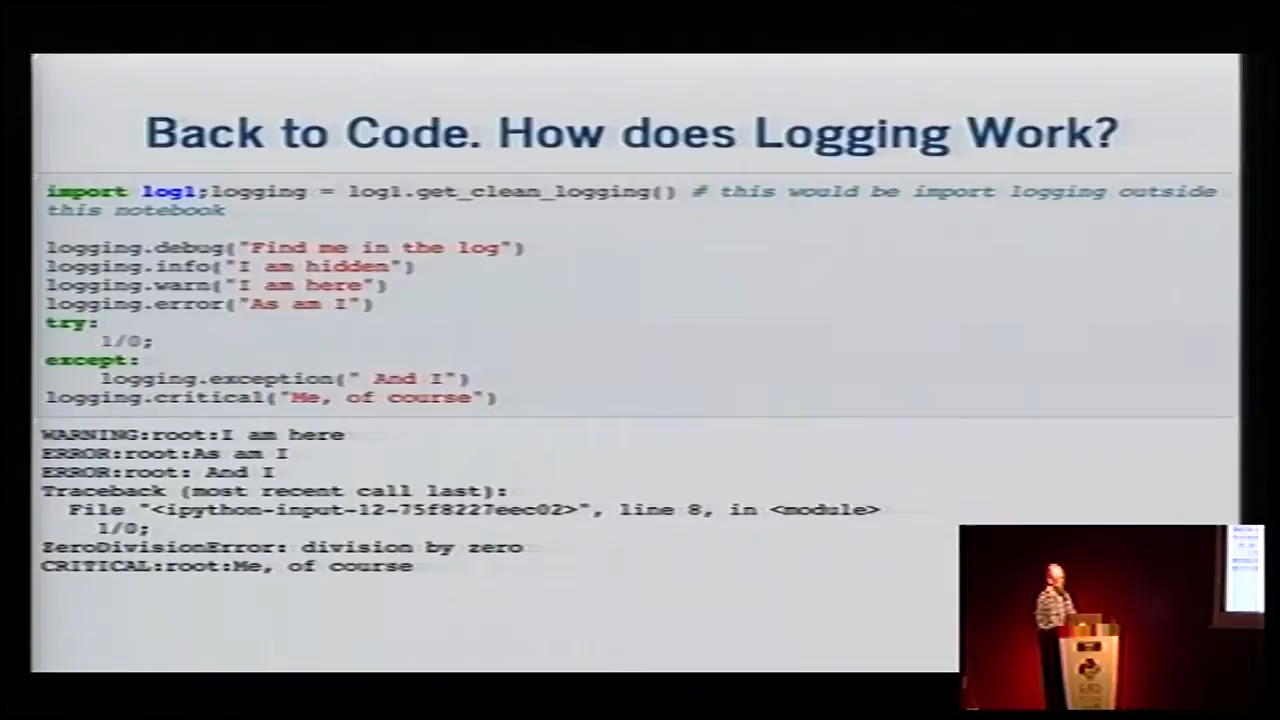 Back to Code. How does Logging Work?
import log1;logging = log1.get_clean_logging() # this would be import logging outside
this notebook
logging.debug("Find me in the log")
logging.info("I am hidden")
logging.warn("I am here")
logging.error("As am I")
try:
    1/0;
except:
    logging.exception(" And I")
logging.critical("Me, of course")
WARNING:root:I am here
ERROR:root:As am I
ERROR:root: And I
Traceback (most recent call last):
  File "<ipython-input-12-75f8227eec02>", line 8, in <module>
    1/0;
ZeroDivisionError: division by zero
CRITICAL:root:Me, of course